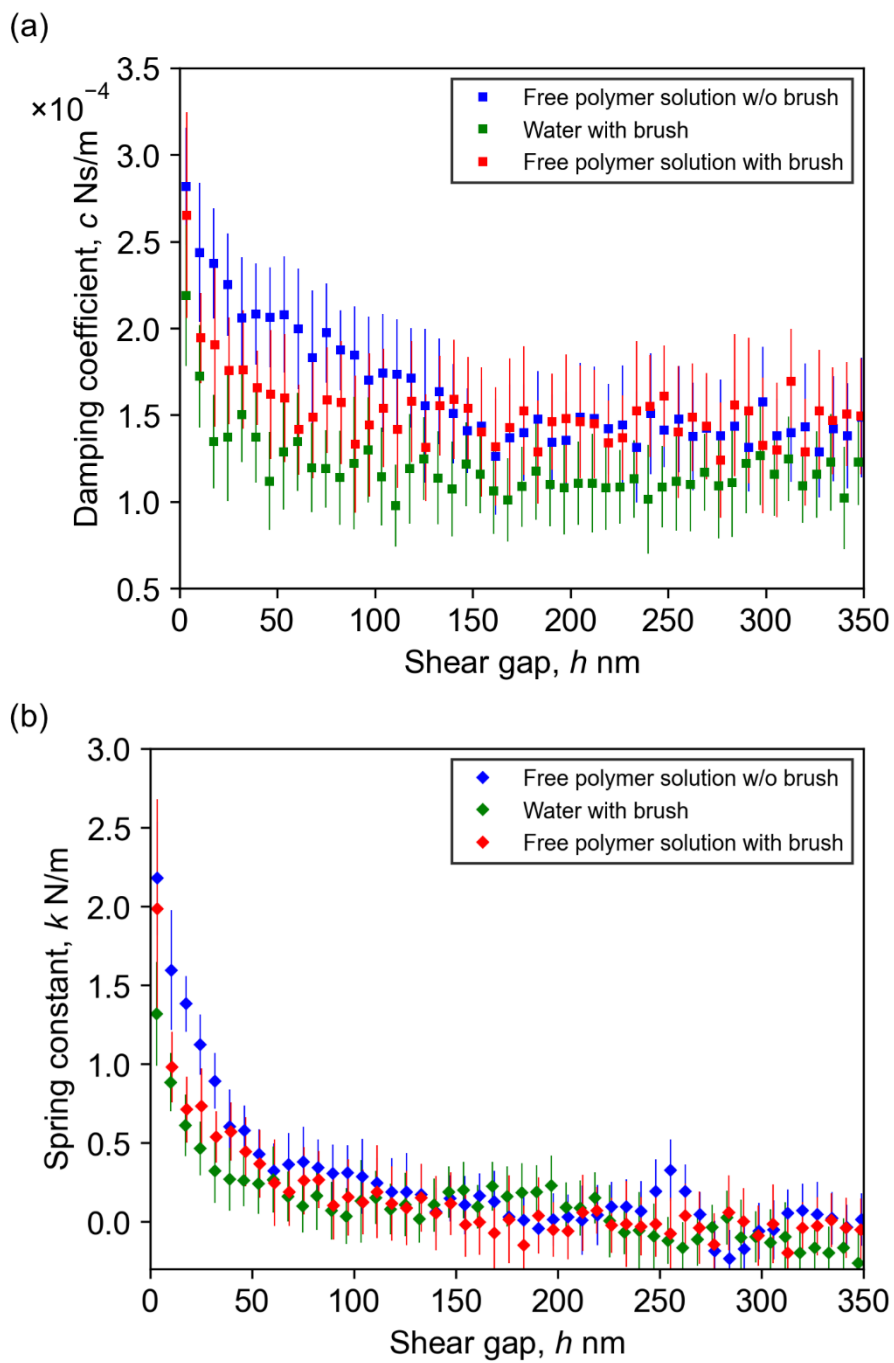 (a)
×10−4
3.5
3.0
2.5
2.0
1.5
1.0
0.5
Damping coefficient, c Ns/m
Free polymer solution w/o brush
Water with brush
Free polymer solution with brush
0 50 100 150 200 250 300 350
Shear gap, h nm
(b)
3.0
2.5
2.0
1.5
1.0
0.5
0.0
Spring constant, k N/m
Free polymer solution w/o brush
Water with brush
Free polymer solution with brush
0 50 100 150 200 250 300 350
Shear gap, h nm